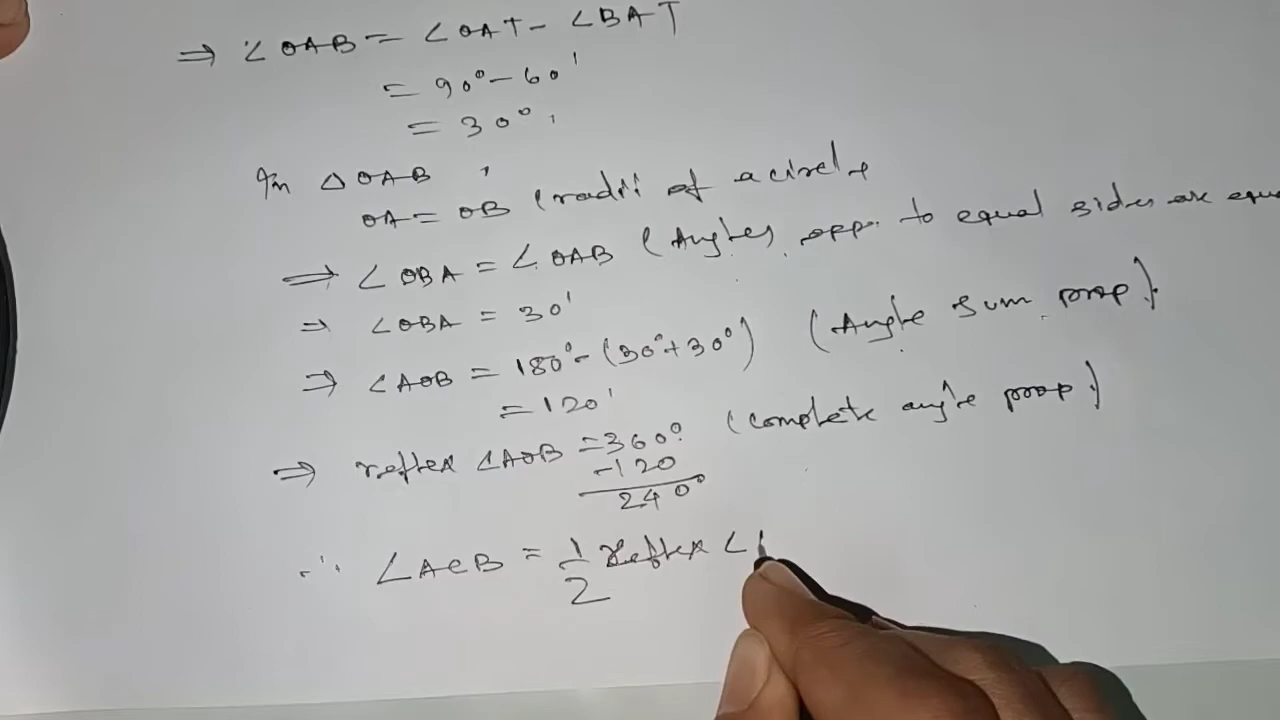 ⇒ ∠OAB = ∠OAT - ∠BAT
= 90° - 60'
= 30°.
In △OAB,
OA = OB (radii of a circle
⇒ ∠OBA = ∠OAB (Angles opp. to equal sides are equa
⇒ ∠OBA = 30'
⇒ ∠AOB = 180° - (30° + 30°) (Angle sum prop)
= 120'
⇒ reflex ∠AOB = 360° (complete angle prop)
-120
240°
∴ ∠ACB = 1/2 reflex ∠